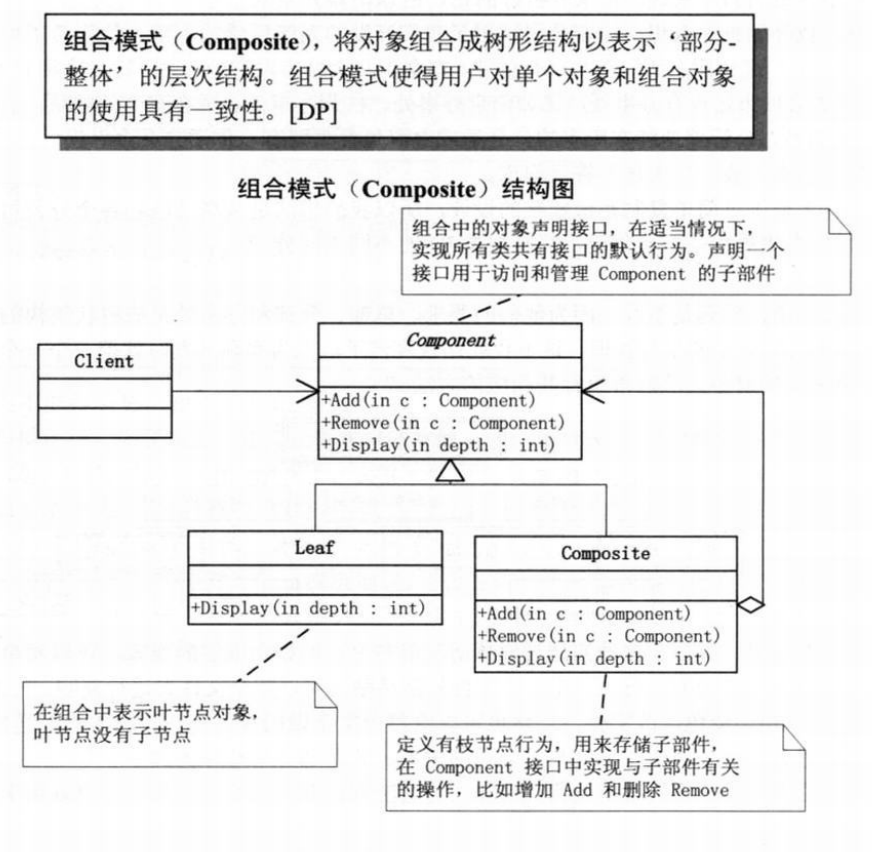 组合模式（Composite），将对象组合成树形结构以表示‘部分-
整体’的层次结构。组合模式使得用户对单个对象和组合对象
的使用具有一致性。[DP]
组合模式（Composite）结构图
组合中的对象声明接口，在适当情况下，
实现所有类共有接口的默认行为。声明一个
接口用于访问和管理 Component 的子部件
Component
+Add(in c : Component)
+Remove(in c : Component)
+Display(in depth : int)
Client
Leaf
+Display(in depth : int)
Composite
+Add(in c : Component)
+Remove(in c : Component)
+Display(in depth : int)
在组合中表示叶节点对象，
叶节点没有子节点
定义有枝节点行为，用来存储子部件，
在 Component 接口中实现与子部件有关
的操作，比如增加 Add 和删除 Remove